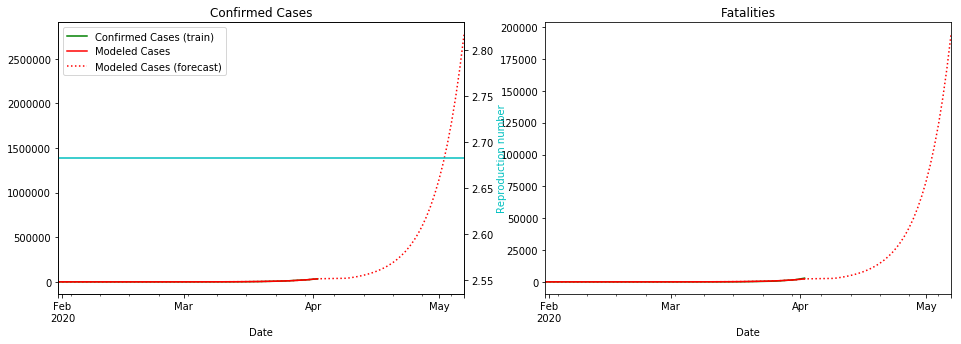 Confirmed Cases
Confirmed Cases (train)
Modeled Cases
Modeled Cases (forecast)
2500000
2000000
1500000
1000000
500000
0
Feb
2020
Mar
Apr
May
Date
2.80
2.75
2.70
2.65
2.60
2.55
Reproduction number
Fatalities
200000
175000
150000
125000
100000
75000
50000
25000
0
Feb
2020
Mar
Apr
May
Date